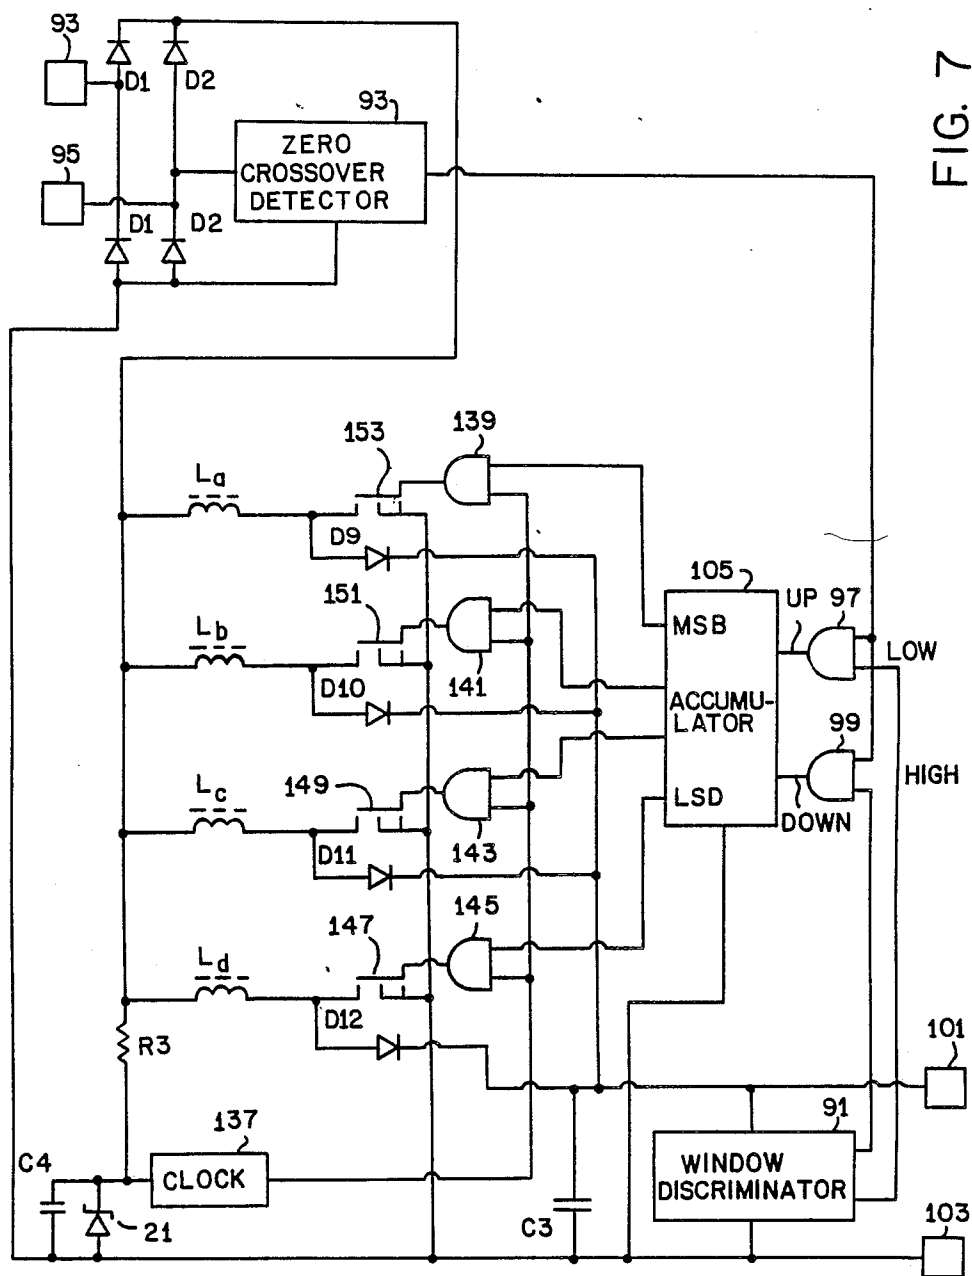 93
D1
D2
93
ZERO
CROSSOVER
DETECTOR
95
D1
D2
FIG. 7
153
139
La
D9
105
151
UP
97
MSB
LOW
Lb
141
D10
ACCUMU-
LATOR
99
149
HIGH
Lc
LSD
DOWN
D11
143
145
147
Ld
D12
R3
101
137
91
C4
CLOCK
WINDOW
DISCRIMINATOR
21
C3
103